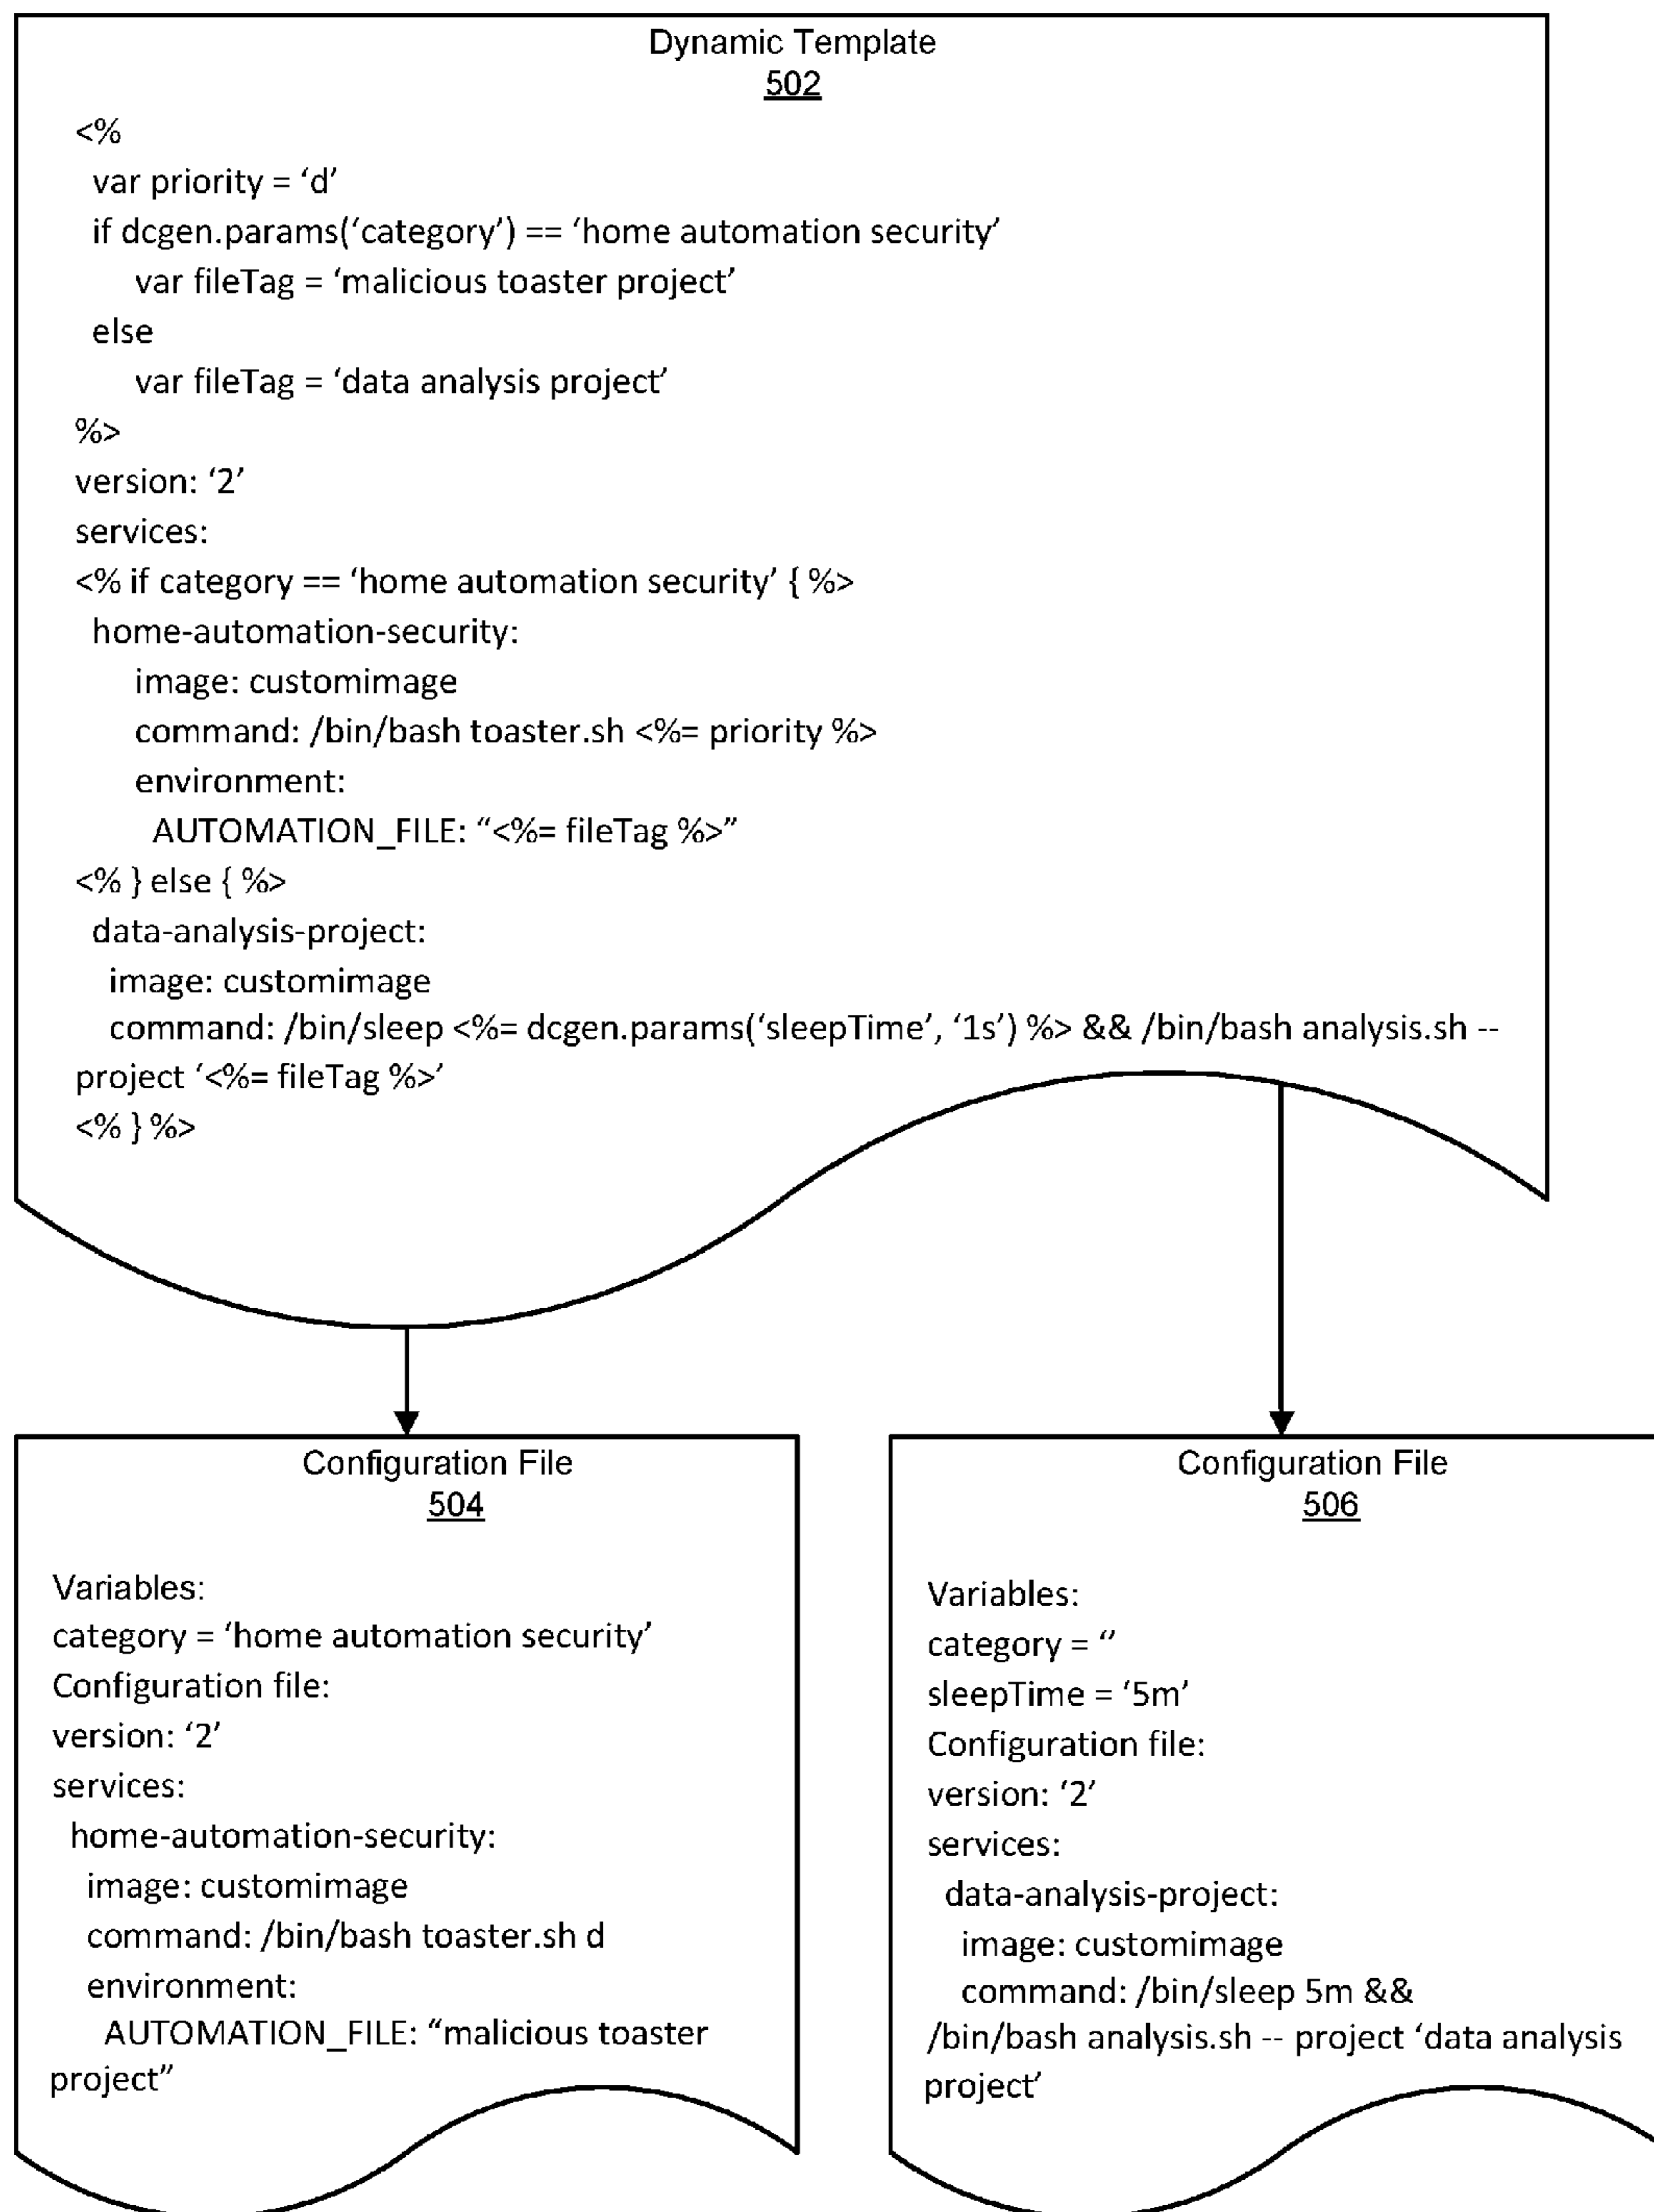 Dynamic Template
502
<%
var priority = ‘d’
if dcgen.params(‘category’) == ‘home automation security’
var fileTag = ‘malicious toaster project’
else
var fileTag = ‘data analysis project’
%>
version: ‘2’
services:
<% if category == ‘home automation security’ { %>
home-automation-security:
image: customimage
command: /bin/bash toaster.sh <%= priority %>
environment:
AUTOMATION_FILE: “<%= fileTag %>”
<% } else { %>
data-analysis-project:
image: customimage
command: /bin/sleep <%= dcgen.params(‘sleepTime’, ‘1s’) %> && /bin/bash analysis.sh --
project ‘<%= fileTag %>’
<% } %>
Configuration File
504
Variables:
category = ‘home automation security’
Configuration file:
version: ‘2’
services:
home-automation-security:
image: customimage
command: /bin/bash toaster.sh d
environment:
AUTOMATION_FILE: “malicious toaster
project”
Configuration File
506
Variables:
category = ‘’
sleepTime = ‘5m’
Configuration file:
version: ‘2’
services:
data-analysis-project:
image: customimage
command: /bin/sleep 5m &&
/bin/bash analysis.sh -- project ‘data analysis
project’